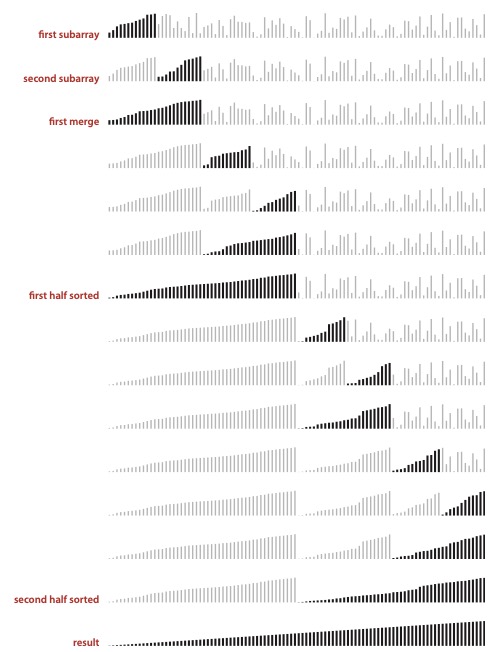 first subarray
second subarray
first merge
first half sorted
second half sorted
result